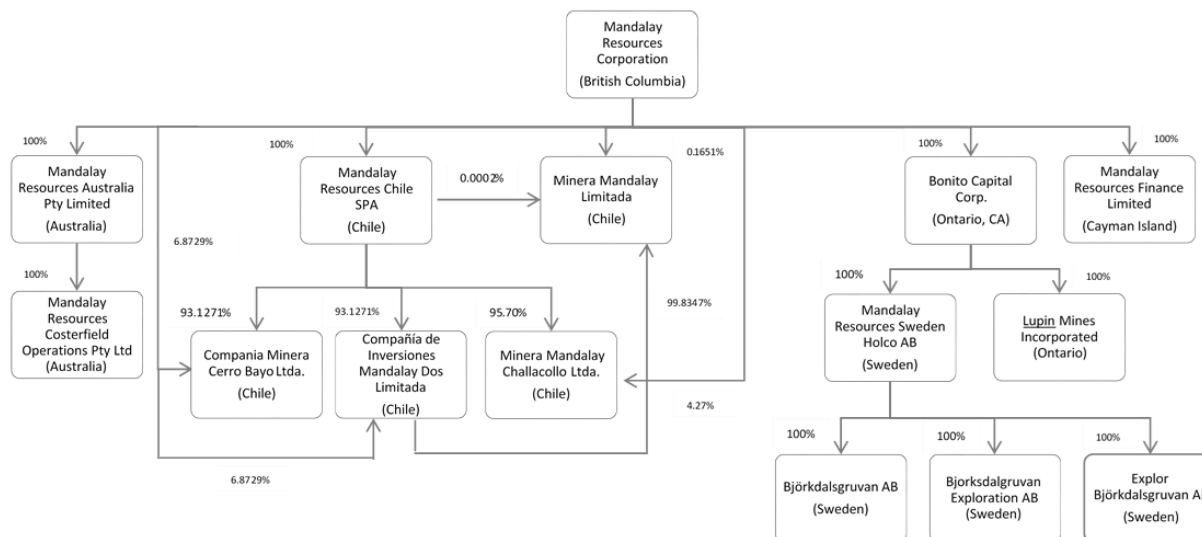 Mandalay
Resources
Corporation
(British Columbia)
100%
100%
0.1651%
100%
100%
Mandalay
Resources Australia
Pty Limited
(Australia)
Mandalay
Resources Chile
SPA
(Chile)
0.0002%
Minera Mandalay
Limitada
(Chile)
Bonito Capital
Corp.
(Ontario, CA)
Mandalay
Resources Finance
Limited
(Cayman Island)
6.8729%
100%
99.8347%
100%
100%
Mandalay
Resources
Costerfield
Operations Pty Ltd
(Australia)
93.1271%
93.1271%
95.70%
Compania Minera
Cerro Bayo Ltda.
(Chile)
Compañía de
Inversiones
Mandalay Dos
Limitada
(Chile)
Minera Mandalay
Challacollo Ltda.
(Chile)
Mandalay
Resources Sweden
Holco AB
(Sweden)
Lupin Mines
Incorporated
(Ontario)
4.27%
6.8729%
100%
100%
100%
Björkdalsgruvan AB
(Sweden)
Bjorksdalgruvan
Exploration AB
(Sweden)
Explor
Björkdalsgruvan
(Sweden)